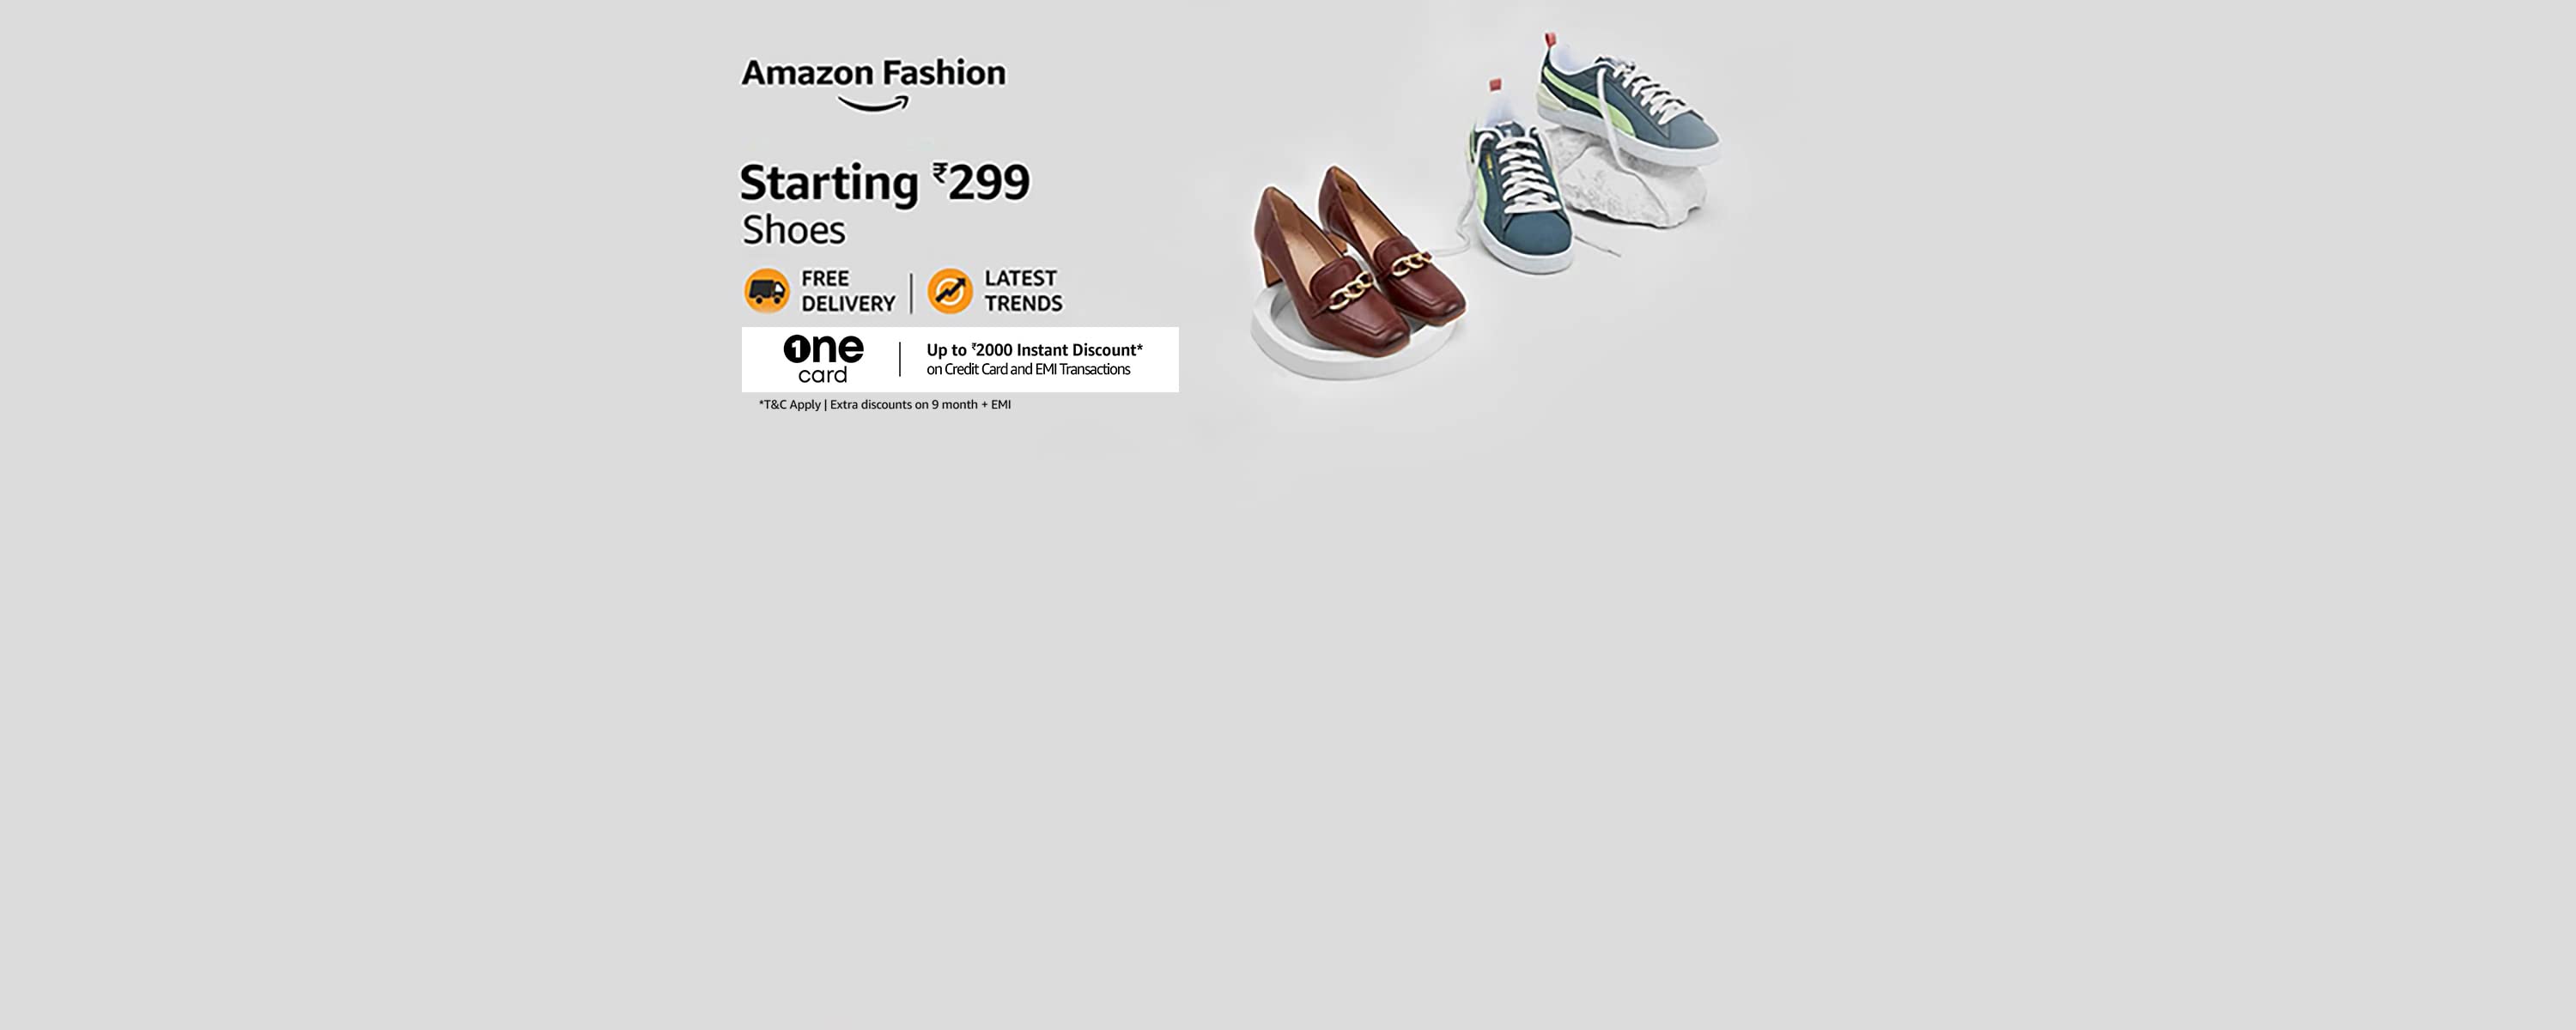 Amazon Fashion
Starting ₹299
Shoes
FREE
DELIVERY
LATEST
TRENDS
1ne
card
Up to ₹2000 Instant Discount*
on Credit Card and EMI Transactions
*T&C Apply | Extra discounts on 9 month + EMI